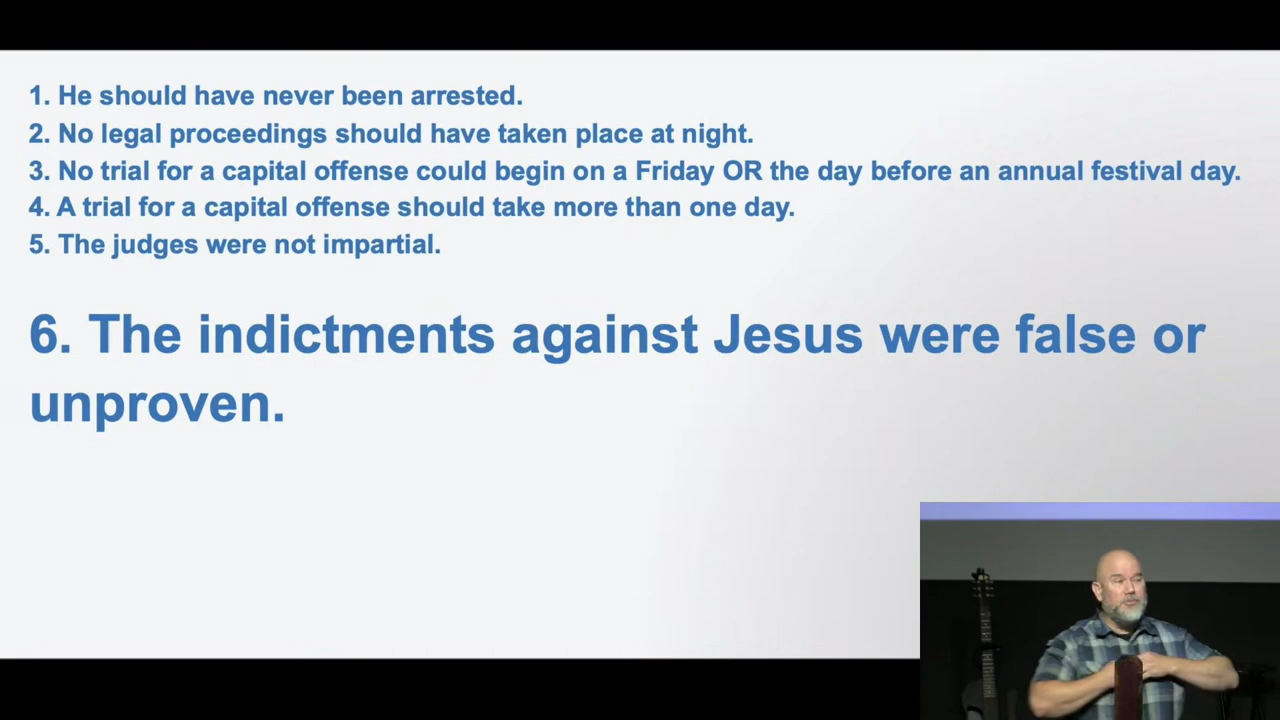 1. He should have never been arrested.
2. No legal proceedings should have taken place at night.
3. No trial for a capital offense could begin on a Friday OR the day before an annual festival day.
4. A trial for a capital offense should take more than one day.
5. The judges were not impartial.
6. The indictments against Jesus were false or
unproven.